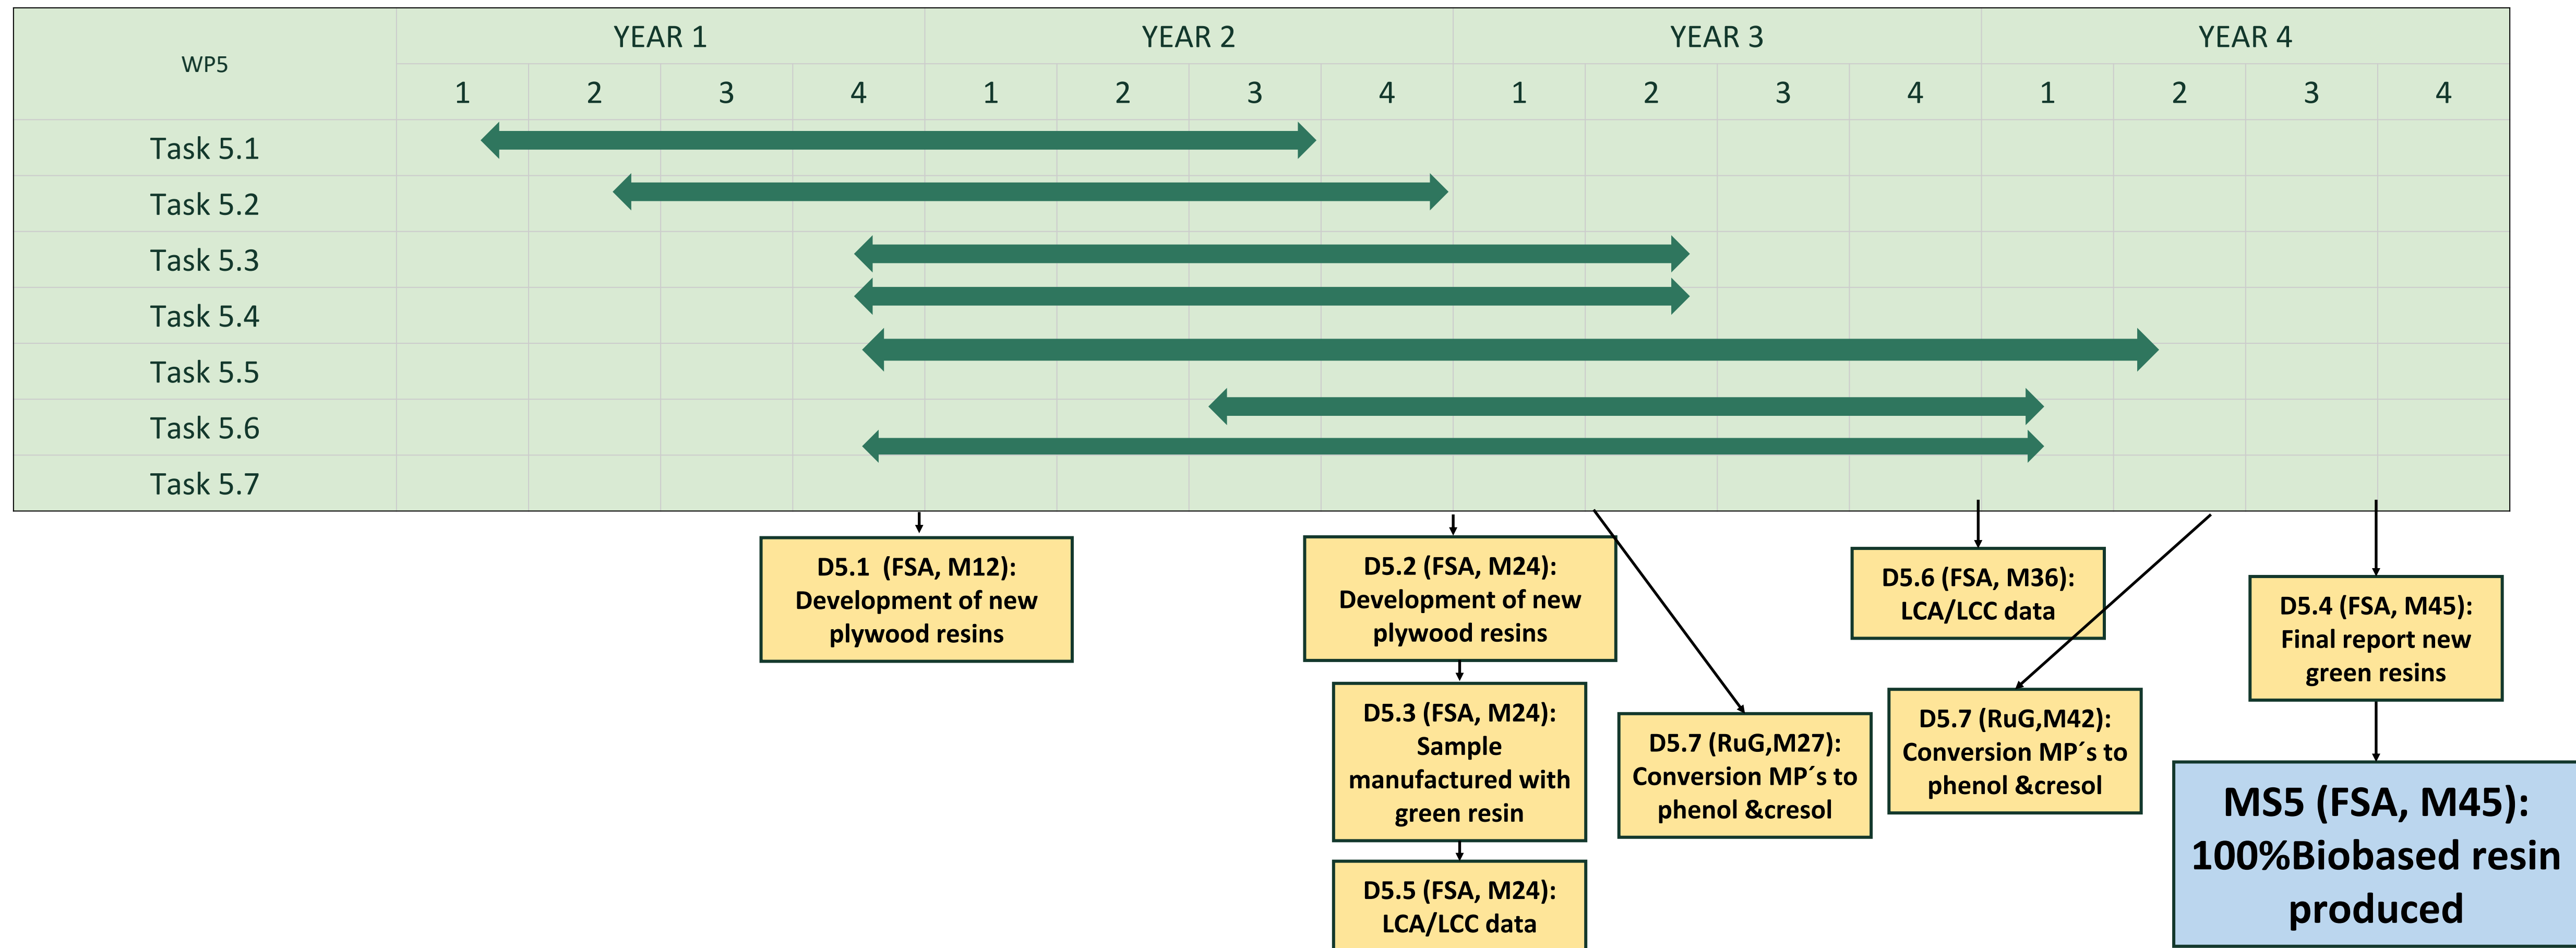 WP5
YEAR 1
YEAR 2
YEAR 3
YEAR 4
1 2 3 4 1 2 3 4 1 2 3 4 1 2 3 4
Task 5.1
Task 5.2
Task 5.3
Task 5.4
Task 5.5
Task 5.6
Task 5.7
D5.1 (FSA, M12):
Development of new
plywood resins
D5.2 (FSA, M24):
Development of new
plywood resins
D5.3 (FSA, M24):
Sample
manufactured with
green resin
D5.5 (FSA, M24):
LCA/LCC data
D5.7 (RuG,M27):
Conversion MP´s to
phenol &cresol
D5.6 (FSA, M36):
LCA/LCC data
D5.7 (RuG,M42):
Conversion MP´s to
phenol &cresol
D5.4 (FSA, M45):
Final report new
green resins
MS5 (FSA, M45):
100%Biobased resin
produced